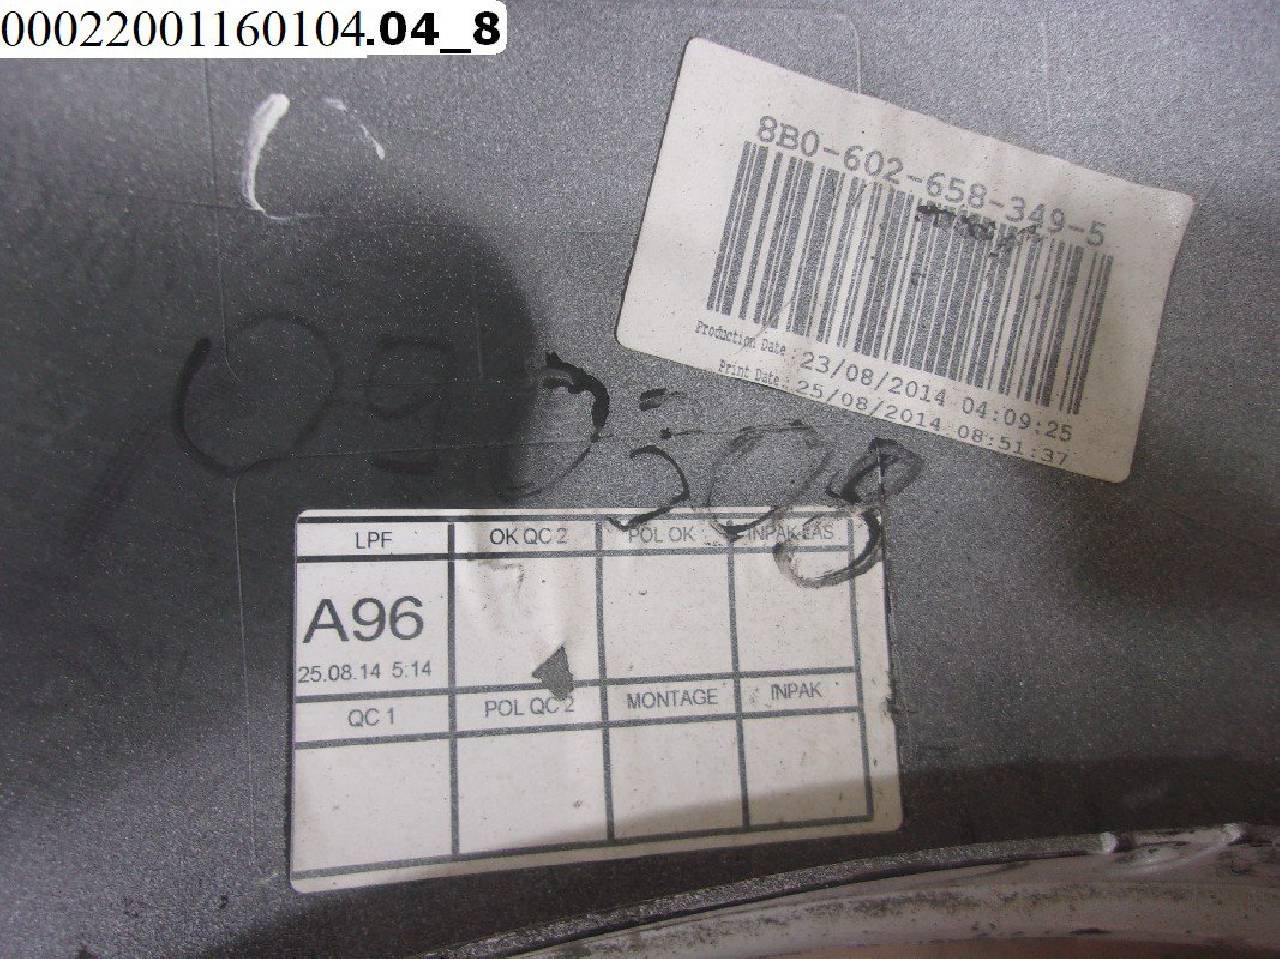 00022001160104.04_8
8B0-602-658-349-5
Production Date : 23/08/2014 04:09:25
Print Date : 25/08/2014 08:51:37
LPF OK QC 2 POL OK INPAK LAS
A96
25.08.14 5:14
QC 1 POL QC 2 MONTAGE INPAK